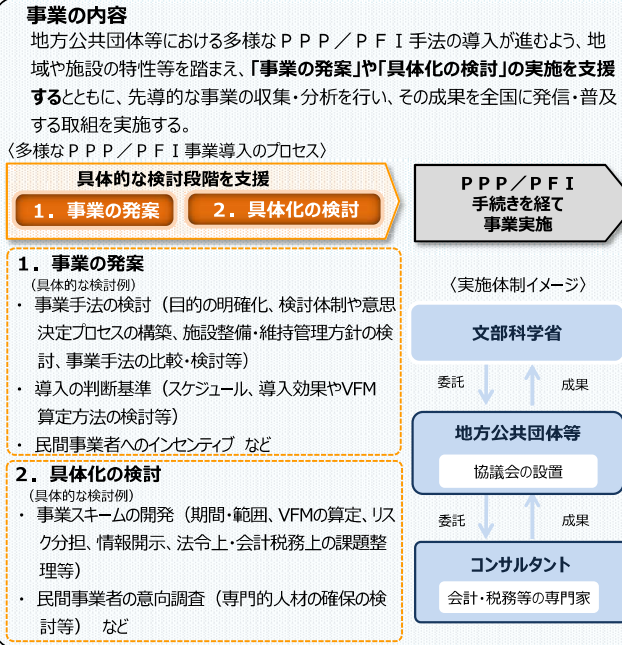 事業の内容
地方公共団体等における多様なＰＰＰ／ＰＦＩ手法の導入が進むよう、地
域や施設の特性等を踏まえ、「事業の発案」や「具体化の検討」の実施を支援
するとともに、先導的な事業の収集・分析を行い、その成果を全国に発信・普及
する取組を実施する。
〈多様なＰＰＰ／ＰＦＩ事業導入のプロセス〉
具体的な検討段階を支援
１．事業の発案
２．具体化の検討
ＰＰＰ／ＰＦＩ
手続きを経て
事業実施
１．事業の発案
（具体的な検討例）
・ 事業手法の検討（目的の明確化、検討体制や意思
決定プロセスの構築、施設整備・維持管理方針の検
討、事業手法の比較・検討等）
・ 導入の判断基準（スケジュール、導入効果やVFM
算定方法の検討等）
・ 民間事業者へのインセンティブ など
２．具体化の検討
（具体的な検討例）
・ 事業スキームの開発（期間・範囲、VFMの算定、リス
ク分担、情報開示、法令上・会計税務上の課題整
理等）
・ 民間事業者の意向調査（専門的人材の確保の検
討等） など
〈実施体制イメージ〉
文部科学省
委託
成果
地方公共団体等
協議会の設置
委託
成果
コンサルタント
会計・税務等の専門家